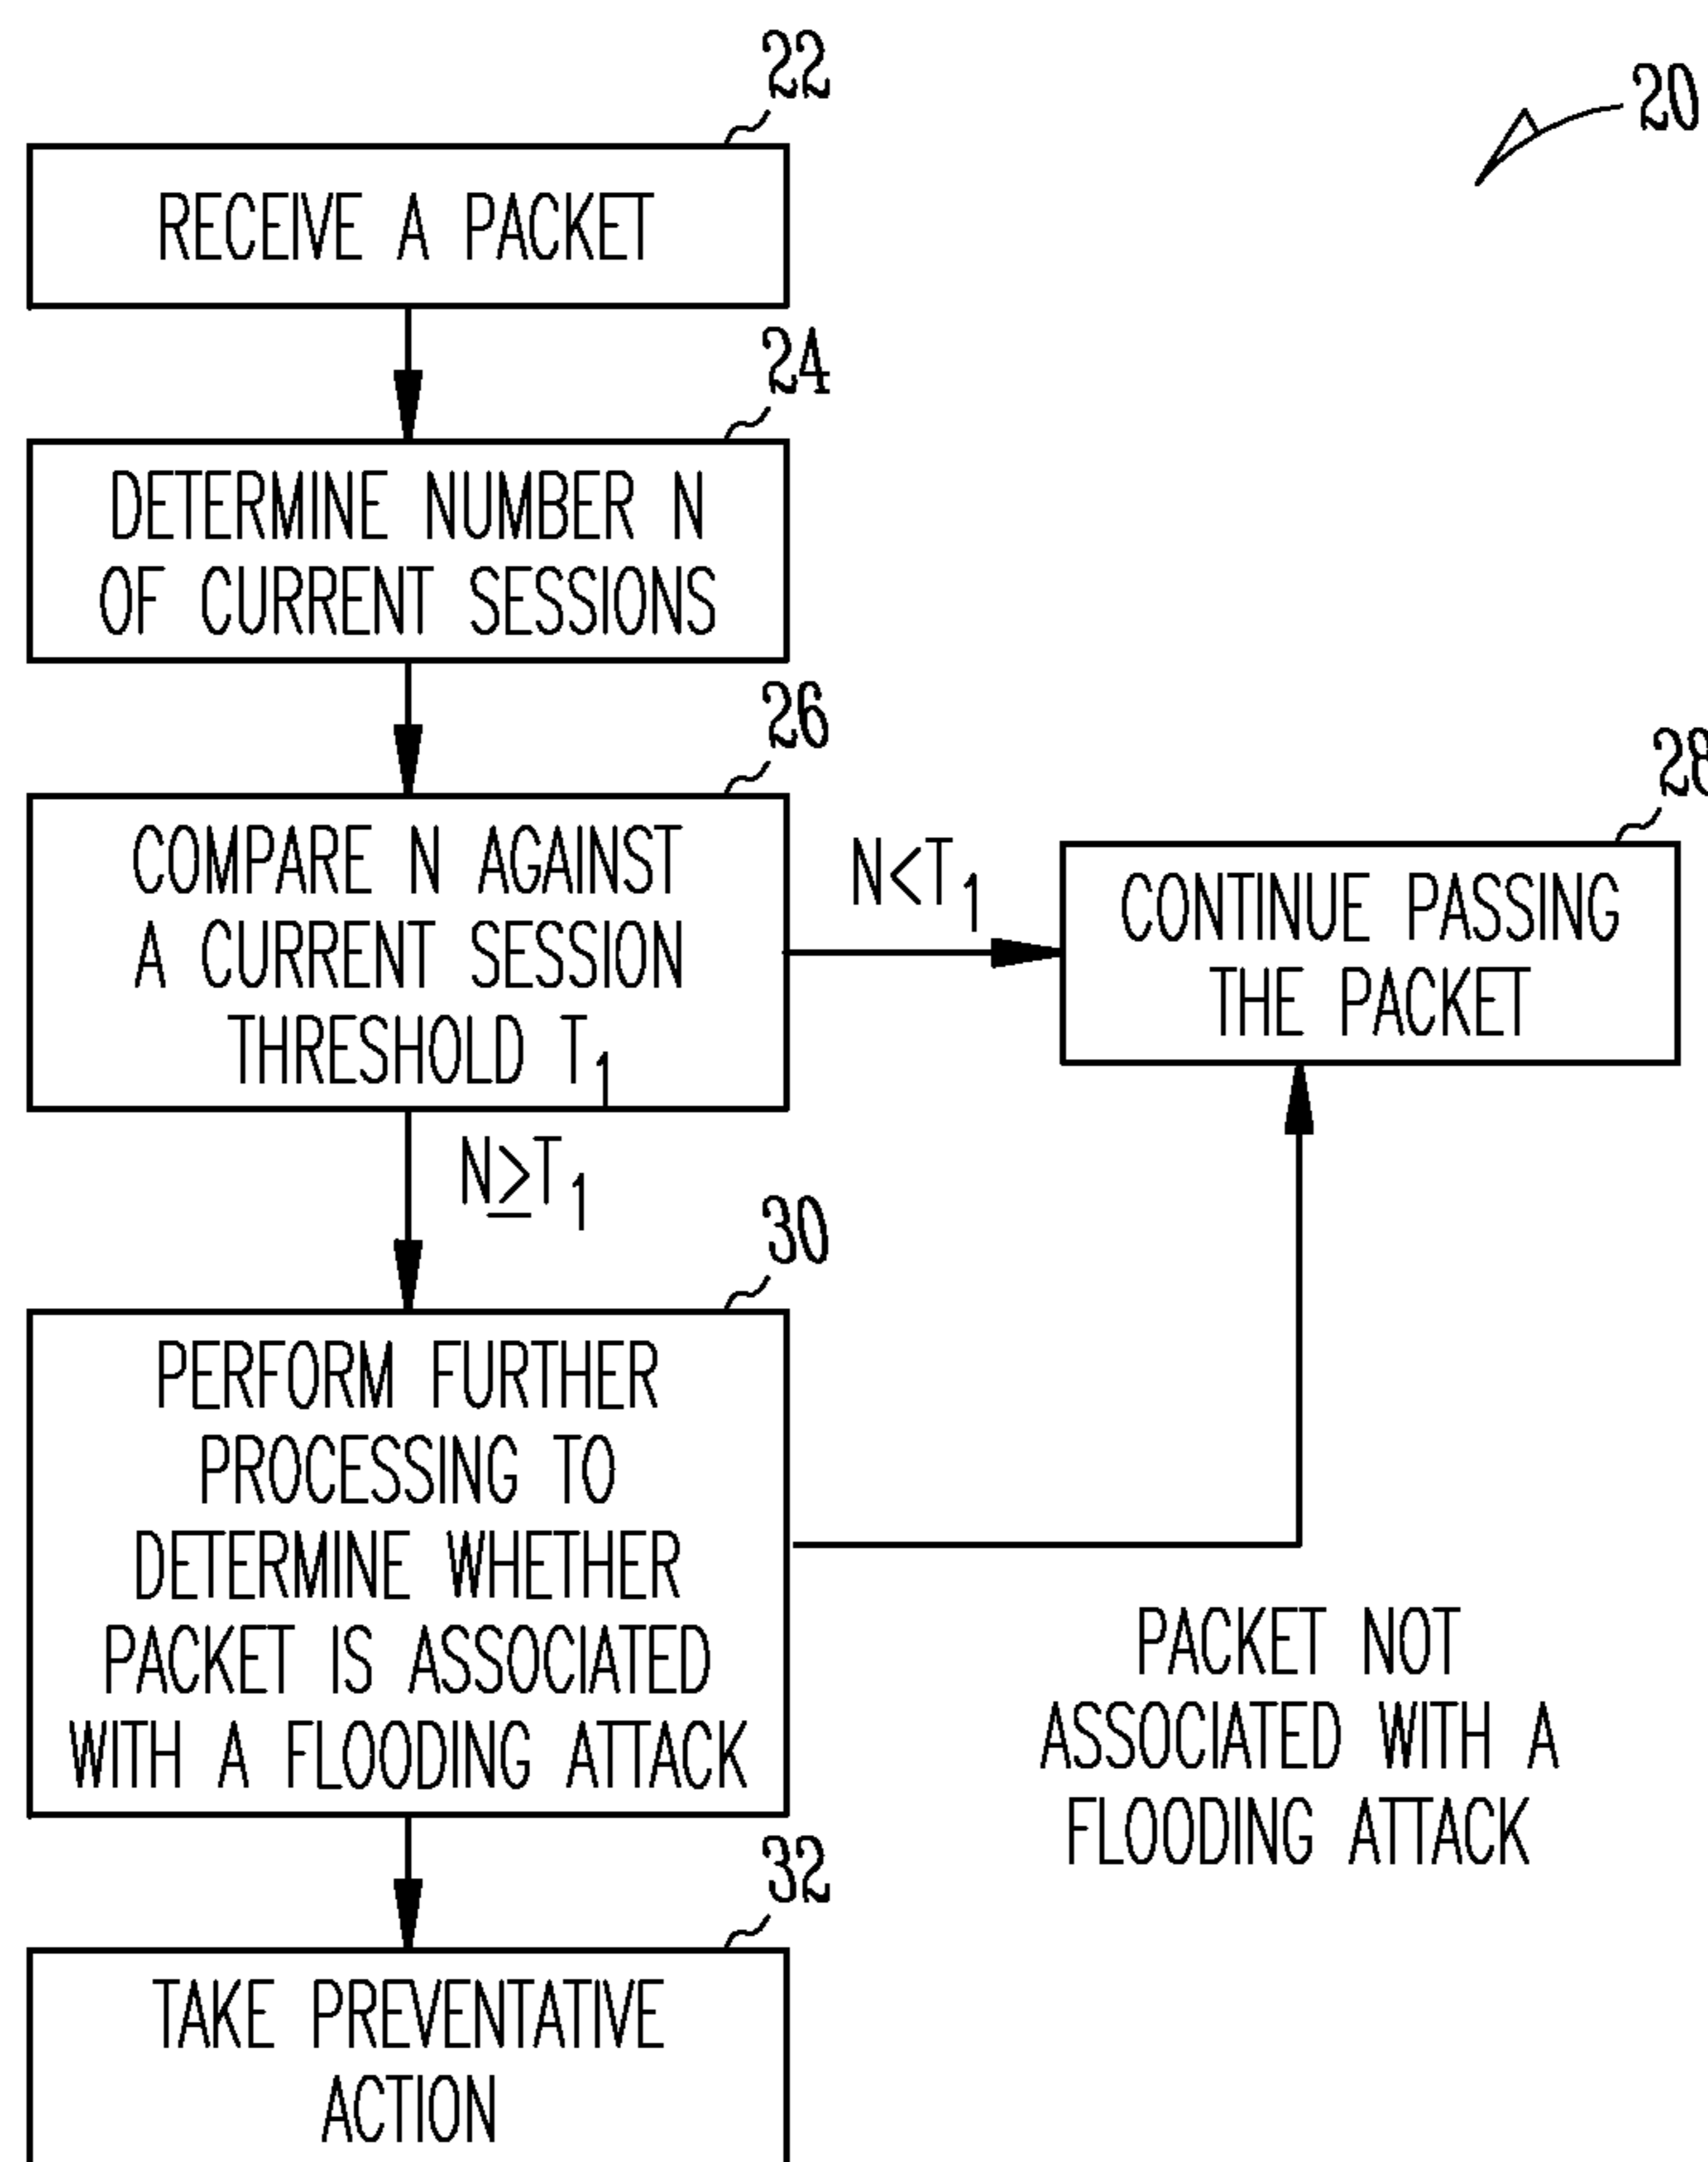 22
20
RECEIVE A PACKET
24
DETERMINE NUMBER N
OF CURRENT SESSIONS
26
COMPARE N AGAINST
A CURRENT SESSION
THRESHOLD T1
N<T1
28
CONTINUE PASSING
THE PACKET
N≥T1
30
PERFORM FURTHER
PROCESSING TO
DETERMINE WHETHER
PACKET IS ASSOCIATED
WITH A FLOODING ATTACK
PACKET NOT
ASSOCIATED WITH A
FLOODING ATTACK
32
TAKE PREVENTATIVE
ACTION